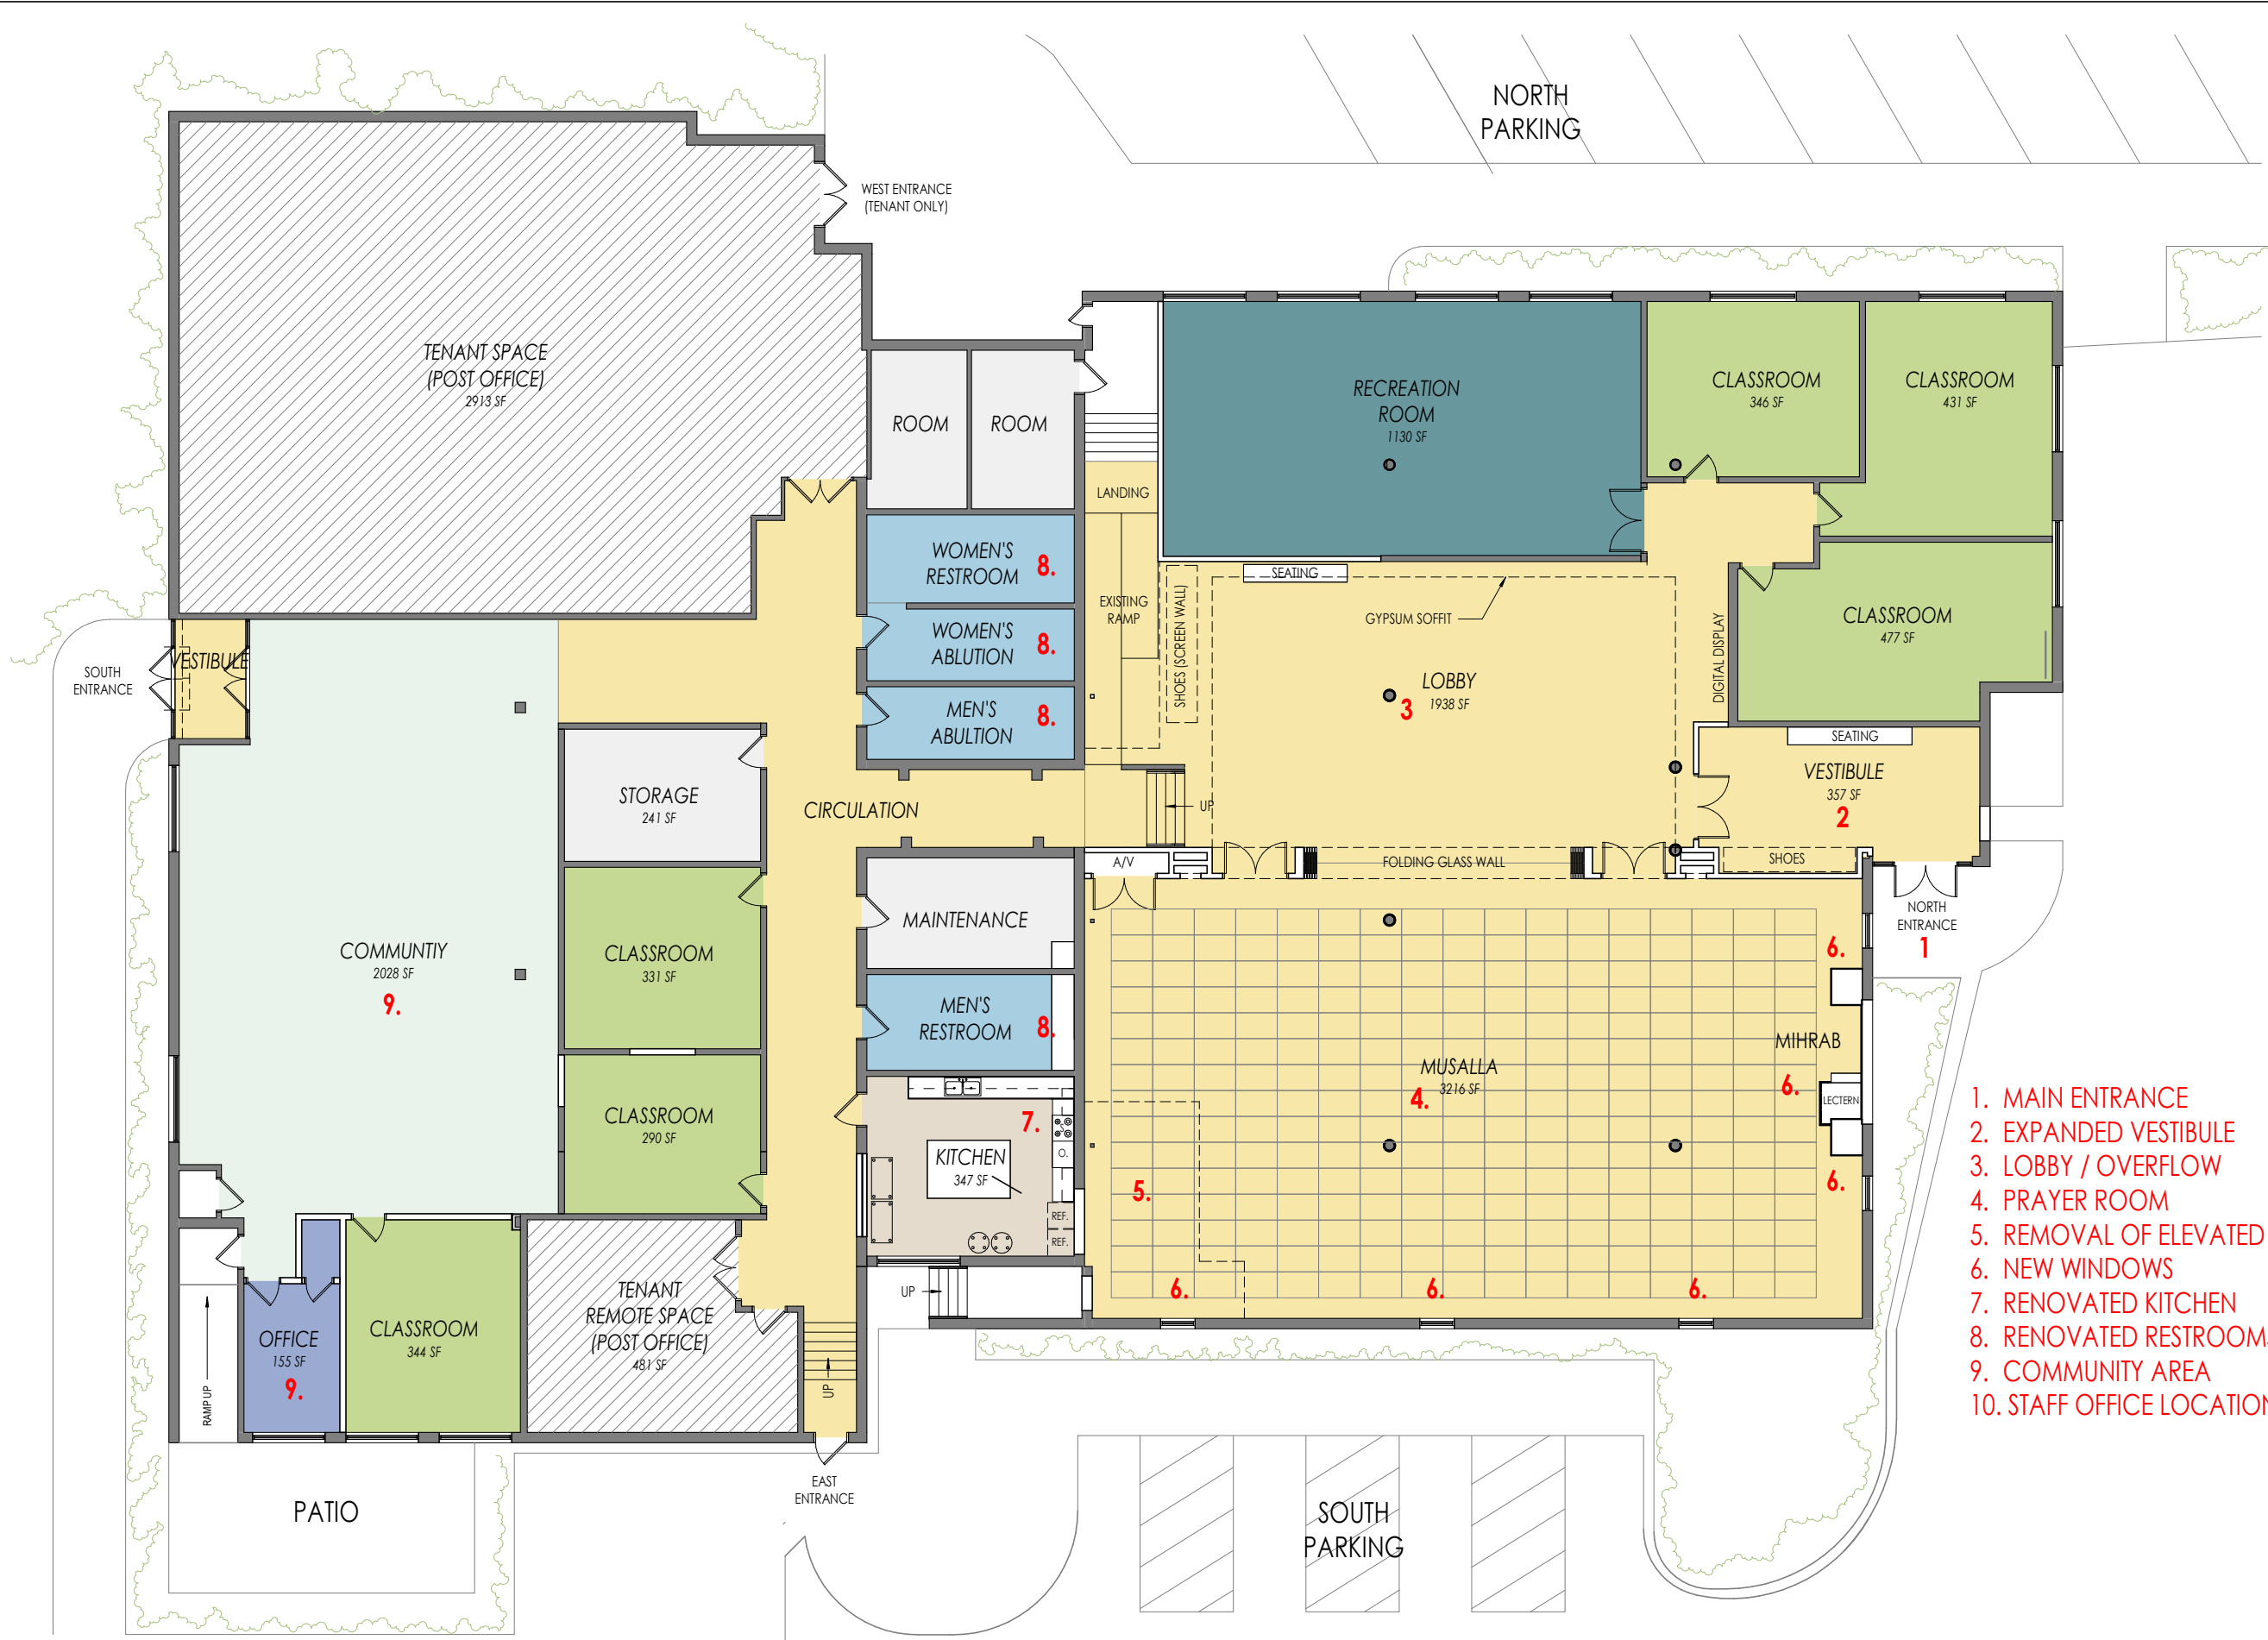 NORTH
PARKING
WEST ENTRANCE
(TENANT ONLY)
TENANT SPACE
(POST OFFICE)
2913 SF
ROOM
ROOM
RECREATION
ROOM
1130 SF
CLASSROOM
346 SF
CLASSROOM
431 SF
LANDING
WOMEN'S
RESTROOM
8.
SEATING
EXISTING
RAMP
SHOES (SCREEN WALL)
GYPSUM SOFFIT
DIGITAL DISPLAY
CLASSROOM
477 SF
WOMEN'S
ABLUTION
8.
SOUTH
ENTRANCE
VESTIBULE
MEN'S
ABULTION
8.
LOBBY
1938 SF
3
SEATING
VESTIBULE
357 SF
2
STORAGE
241 SF
CIRCULATION
UP
A/V
FOLDING GLASS WALL
SHOES
NORTH
ENTRANCE
1
MAINTENANCE
COMMUNTIY
2028 SF
9.
CLASSROOM
331 SF
6.
MEN'S
RESTROOM
8.
MIHRAB
MUSALLA
3216 SF
4.
6.
LECTERN
CLASSROOM
290 SF
7.
O.
KITCHEN
347 SF
REF.
REF.
5.
6.
UP
6.
6.
6.
TENANT
REMOTE SPACE
(POST OFFICE)
481 SF
OFFICE
155 SF
9.
CLASSROOM
344 SF
RAMP UP
UP
EAST
ENTRANCE
PATIO
SOUTH
PARKING
1. MAIN ENTRANCE
2. EXPANDED VESTIBULE
3. LOBBY / OVERFLOW
4. PRAYER ROOM
5. REMOVAL OF ELEVATED
6. NEW WINDOWS
7. RENOVATED KITCHEN
8. RENOVATED RESTROOM
9. COMMUNITY AREA
10. STAFF OFFICE LOCATION